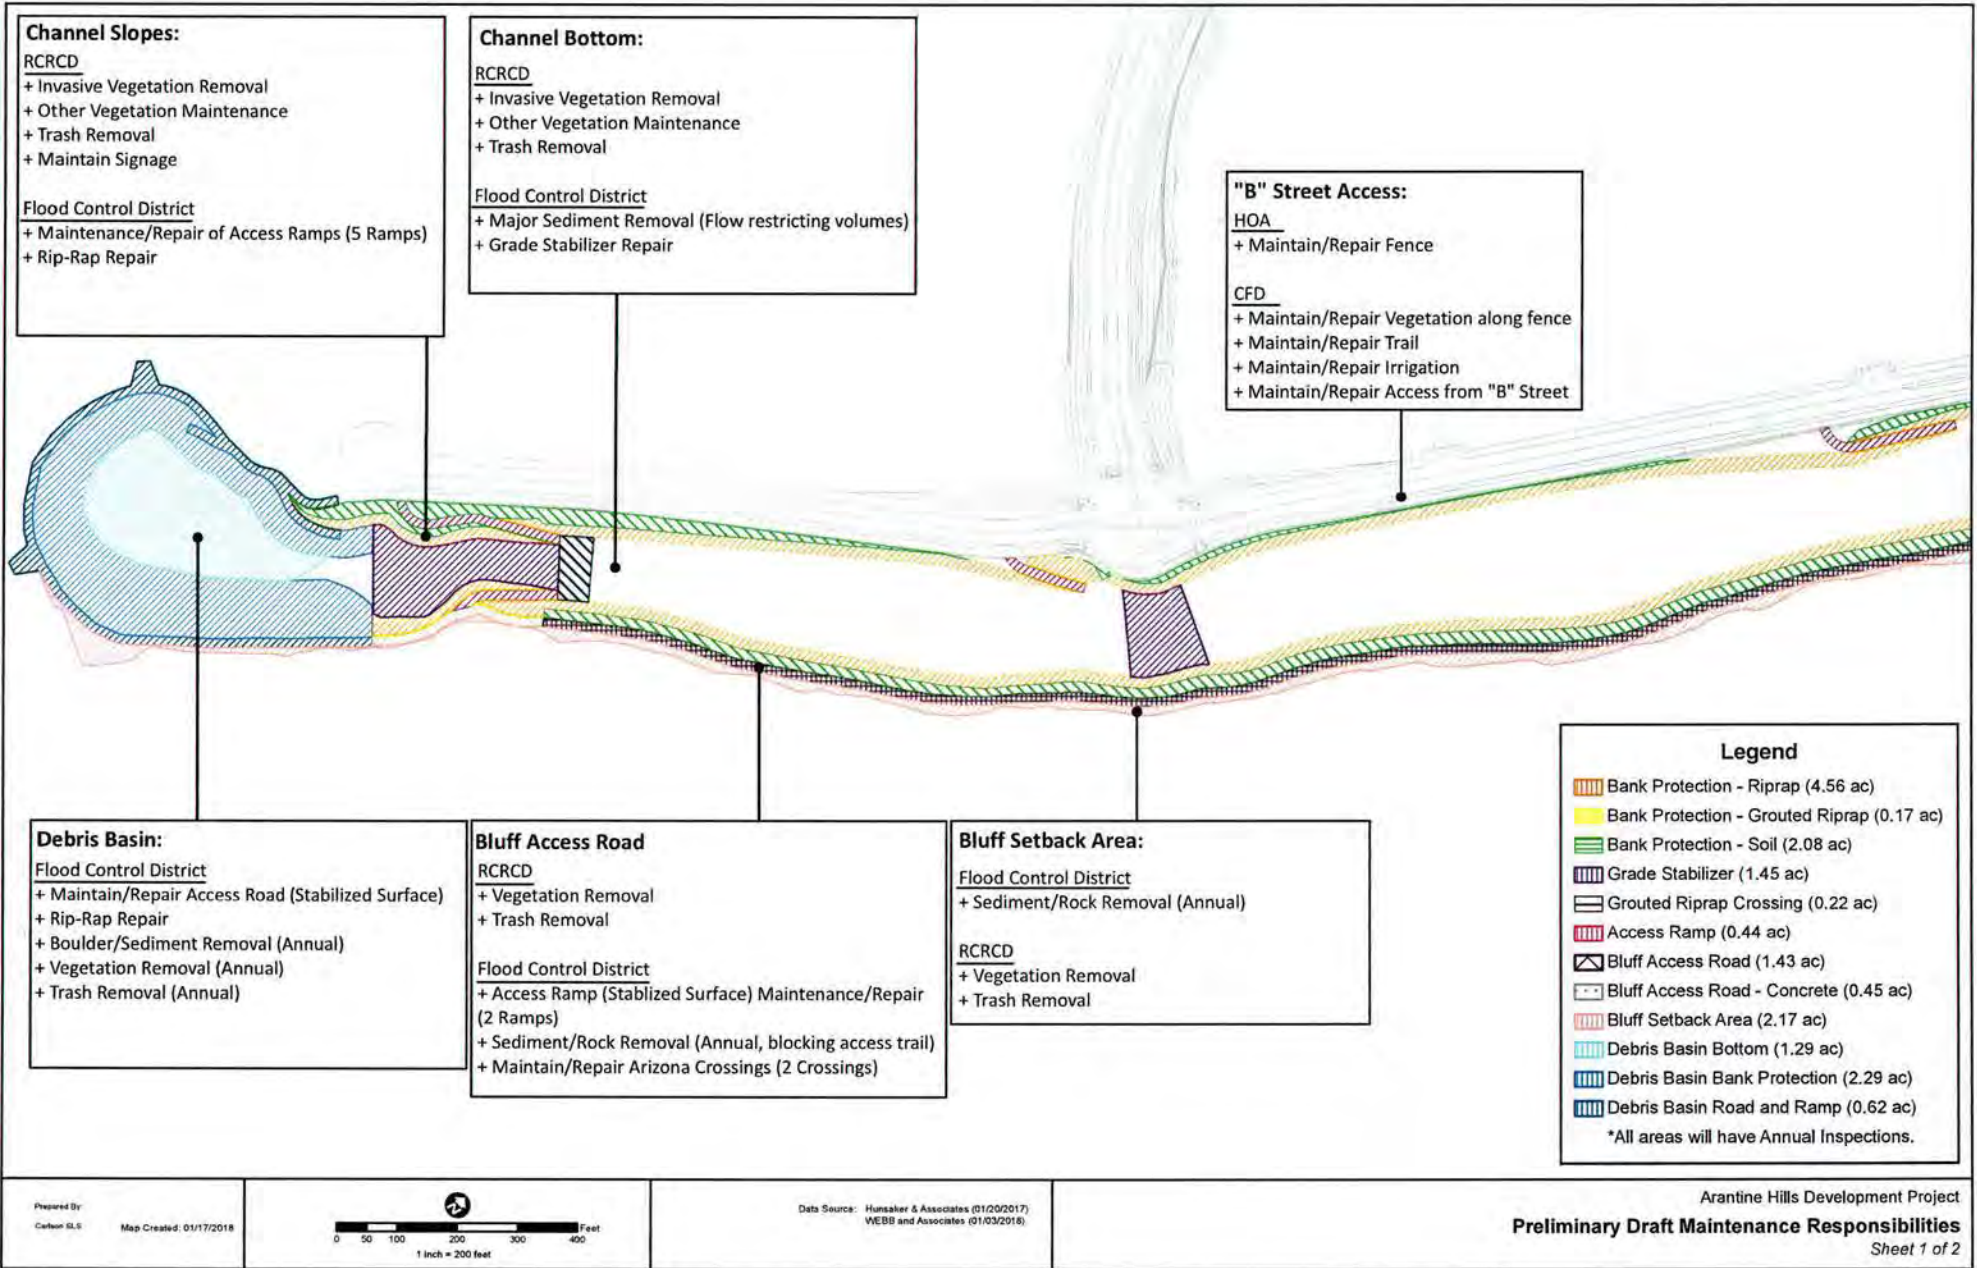 Channel Slopes:
RCRCD
+ Invasive Vegetation Removal
+ Other Vegetation Maintenance
+ Trash Removal
+ Maintain Signage
Flood Control District
+ Maintenance/Repair of Access Ramps (5 Ramps)
+ Rip-Rap Repair
Channel Bottom:
RCRCD
+ Invasive Vegetation Removal
+ Other Vegetation Maintenance
+ Trash Removal
Flood Control District
+ Major Sediment Removal (Flow restricting volumes)
+ Grade Stabilizer Repair
"B" Street Access:
HOA
+ Maintain/Repair Fence
CFD
+ Maintain/Repair Vegetation along fence
+ Maintain/Repair Trail
+ Maintain/Repair Irrigation
+ Maintain/Repair Access from "B" Street
Debris Basin:
Flood Control District
+ Maintain/Repair Access Road (Stabilized Surface)
+ Rip-Rap Repair
+ Boulder/Sediment Removal (Annual)
+ Vegetation Removal (Annual)
+ Trash Removal (Annual)
Bluff Access Road
RCRCD
+ Vegetation Removal
+ Trash Removal
Flood Control District
+ Access Ramp (Stablized Surface) Maintenance/Repair
(2 Ramps)
+ Sediment/Rock Removal (Annual, blocking access trail)
+ Maintain/Repair Arizona Crossings (2 Crossings)
Bluff Setback Area:
Flood Control District
+ Sediment/Rock Removal (Annual)
RCRCD
+ Vegetation Removal
+ Trash Removal
Legend
Bank Protection - Riprap (4.56 ac)
Bank Protection - Grouted Riprap (0.17 ac)
Bank Protection - Soil (2.08 ac)
Grade Stabilizer (1.45 ac)
Grouted Riprap Crossing (0.22 ac)
Access Ramp (0.44 ac)
Bluff Access Road (1.43 ac)
Bluff Access Road - Concrete (0.45 ac)
Bluff Setback Area (2.17 ac)
Debris Basin Bottom (1.29 ac)
Debris Basin Bank Protection (2.29 ac)
Debris Basin Road and Ramp (0.62 ac)
*All areas will have Annual Inspections.
Prepared By:
Carlson SLS
Map Created: 01/17/2018
Feet
0 50 100 200 300 400
1 inch = 200 feet
Data Source: Hunsaker & Associates (01/20/2017)
WEBB and Associates (01/03/2018)
Arantine Hills Development Project
Preliminary Draft Maintenance Responsibilities
Sheet 1 of 2